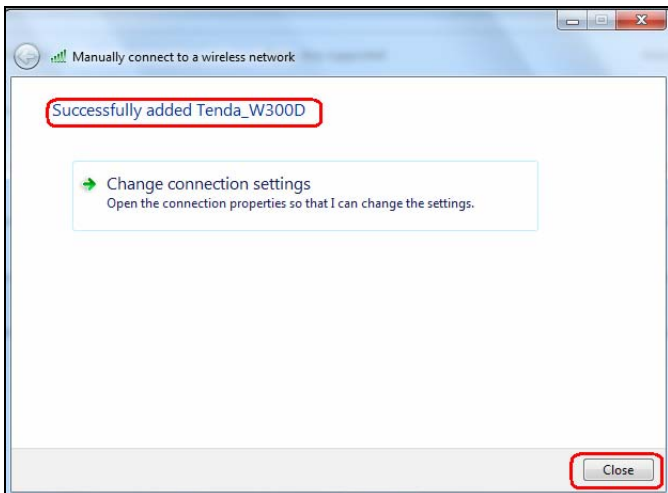 Manually connect to a wireless network
Successfully added Tenda_W300D
Change connection settings
Open the connection properties so that I can change the settings.
Close